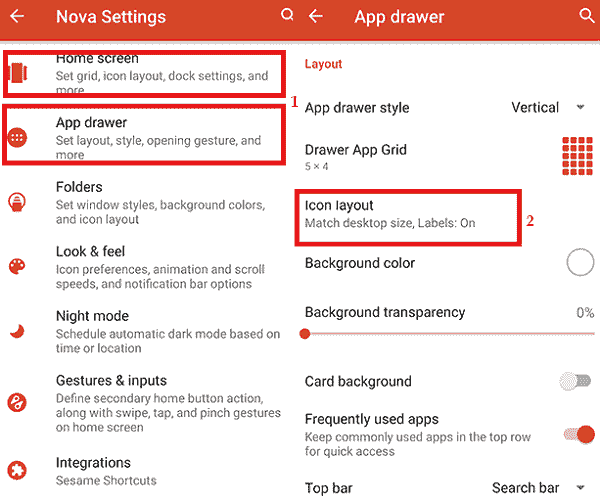 Nova Settings
Home screen
Set grid, icon layout, dock settings, and
more
1
App drawer
Set layout, style, opening gesture, and
more
Folders
Set window styles, background colors,
and icon layout
Look & feel
Icon preferences, animation and scroll
speeds, and notification bar options
Night mode
Schedule automatic dark mode based on
time or location
Gestures & inputs
Define secondary home button action,
along with swipe, tap, and pinch gestures
on home screen
Integrations
Sesame Shortcuts
App drawer
Layout
App drawer style Vertical
Drawer App Grid
5 × 4
Icon layout
Match desktop size, Labels: On
2
Background color
Background transparency 0%
Card background
Frequently used apps
Keep commonly used apps in the top row
for quick access
Top bar Search bar